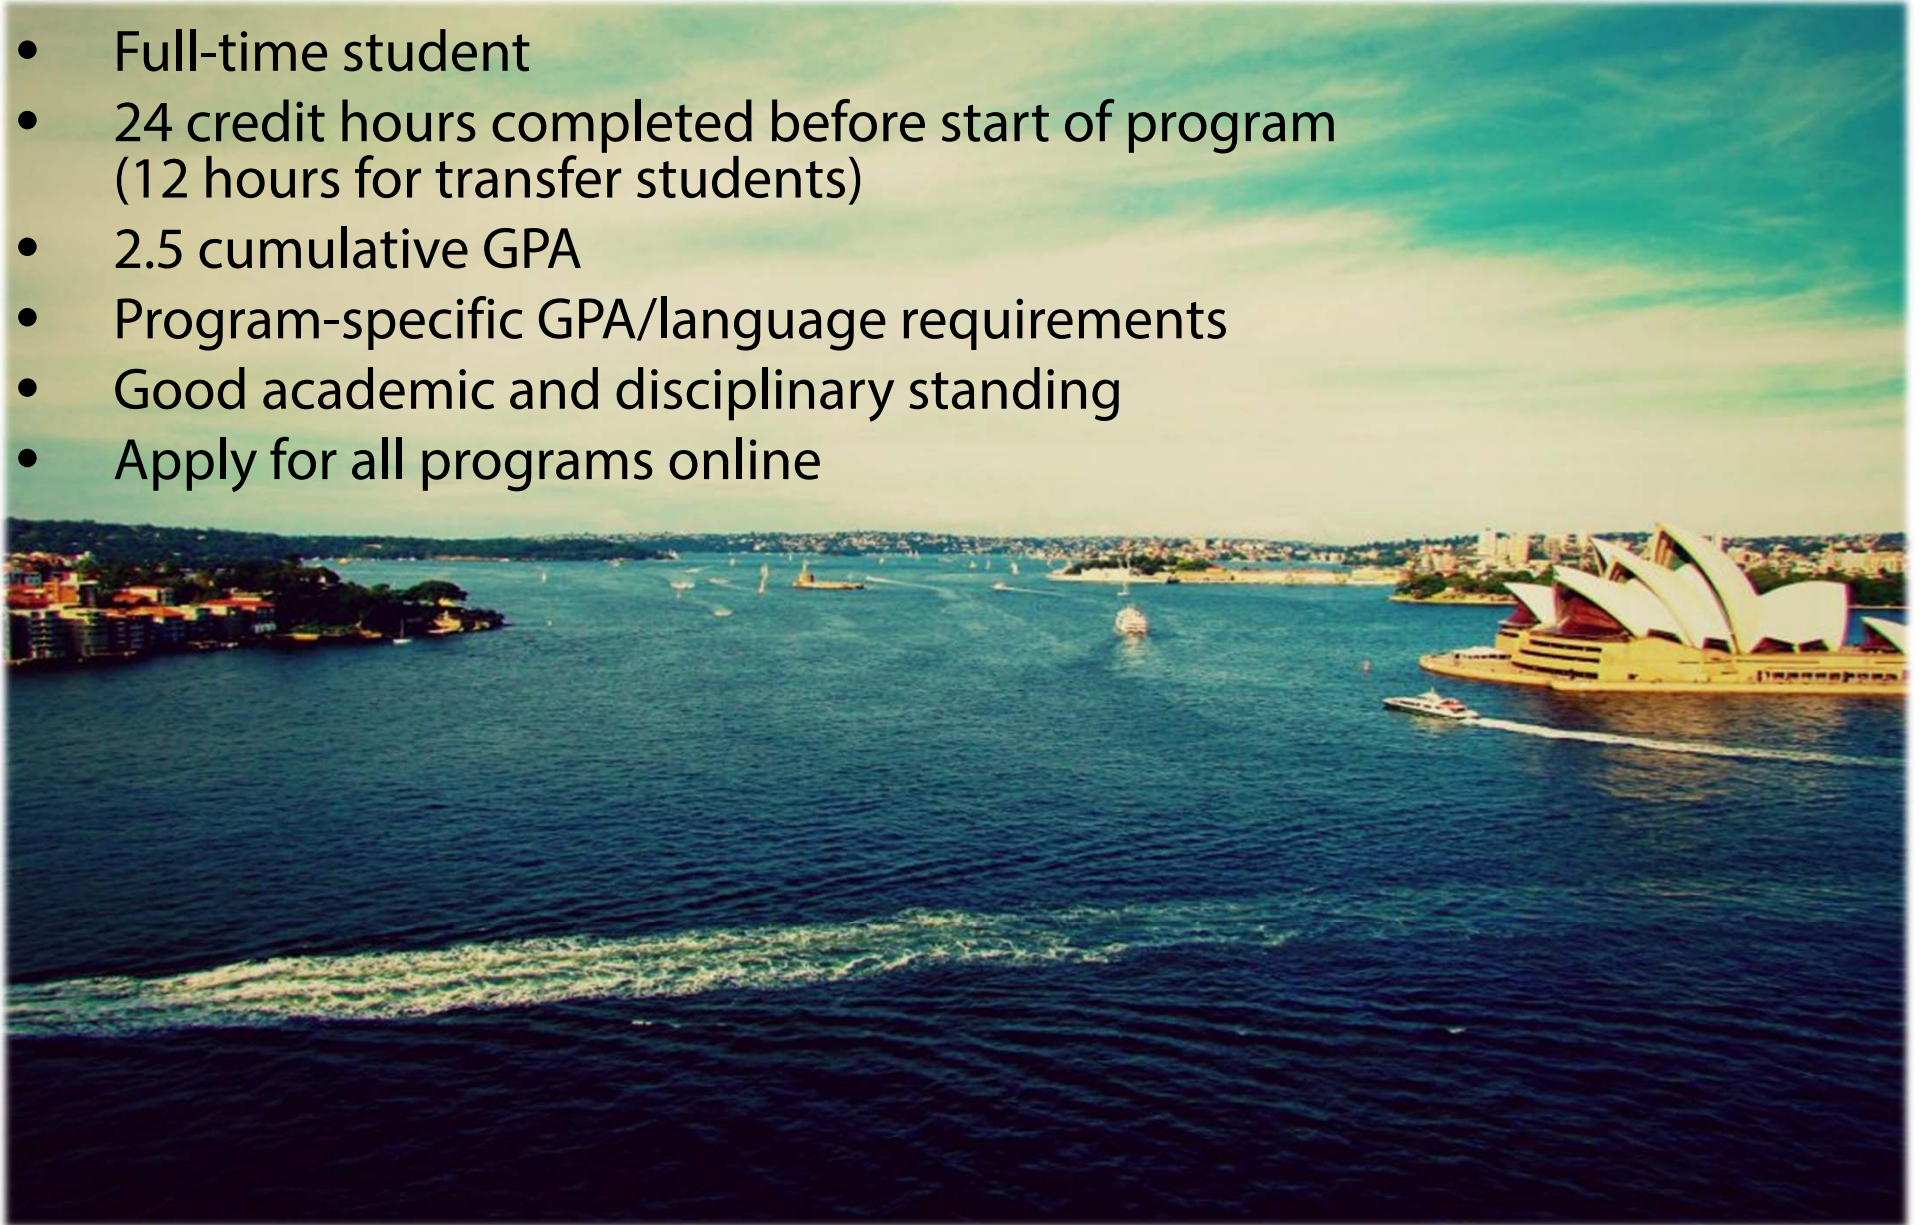 • Full-time student
• 24 credit hours completed before start of program
(12 hours for transfer students)
• 2.5 cumulative GPA
• Program-specific GPA/language requirements
• Good academic and disciplinary standing
• Apply for all programs online